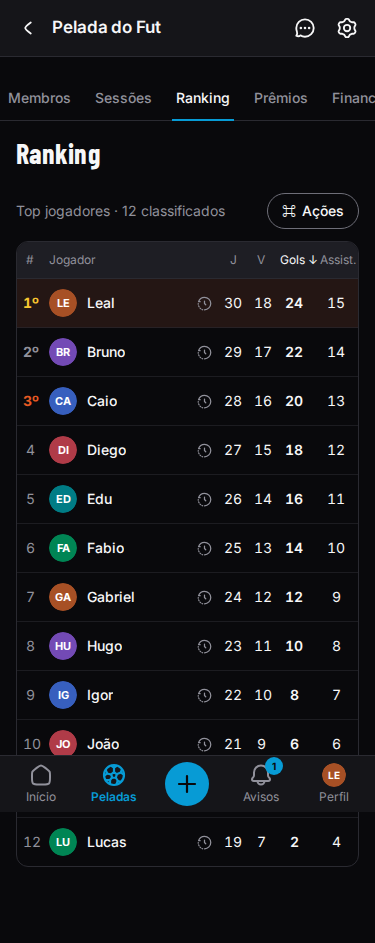 Pelada do Fut
Membros Sessões Ranking Prêmios Financ
Ranking
Top jogadores · 12 classificados
Ações
# Jogador J V Gols ↓ Assist.
1º LE Leal 30 18 24 15
2º BR Bruno 29 17 22 14
3º CA Caio 28 16 20 13
4 DI Diego 27 15 18 12
5 ED Edu 26 14 16 11
6 FA Fabio 25 13 14 10
7 GA Gabriel 24 12 12 9
8 HU Hugo 23 11 10 8
9 IG Igor 22 10 8 7
10 JO João 21 9 6 6
1
LE
Início Peladas Avisos Perfil
12 LU Lucas 19 7 2 4